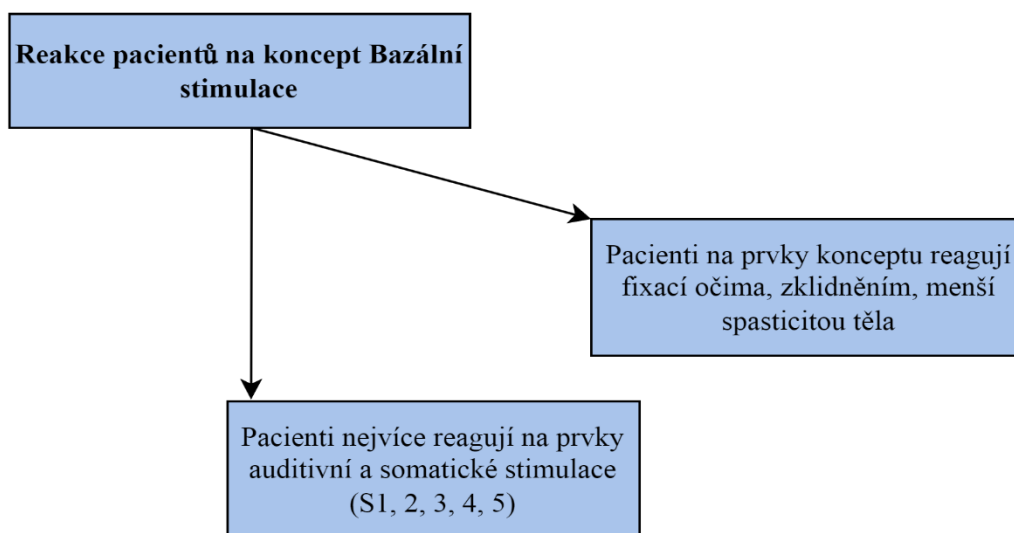 Reakce pacientů na koncept Bazální
stimulace
Pacienti na prvky konceptu reagují
fixací očima, zklidněním, menší
spasticitou těla
Pacienti nejvíce reagují na prvky
auditivní a somatické stimulace
(S1, 2, 3, 4, 5)